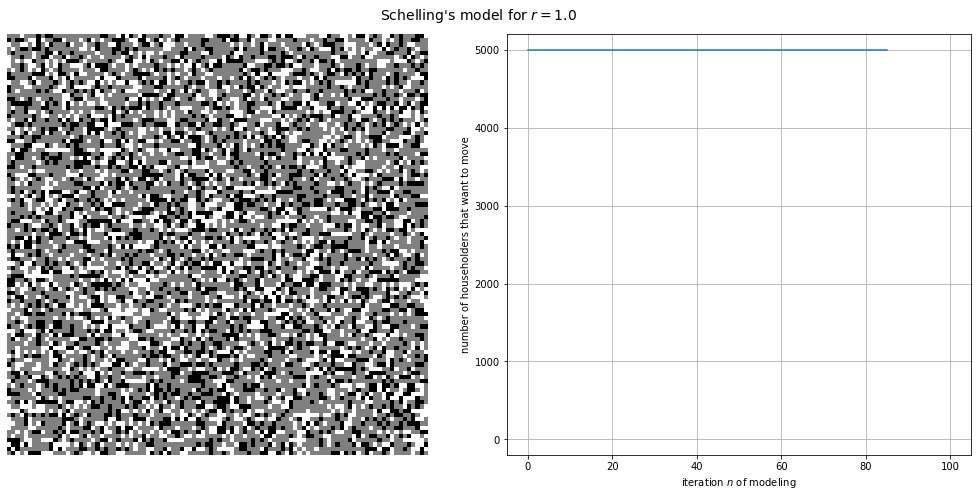 Schelling's model for r = 1.0
number of householders that want to move
5000
4000
3000
2000
1000
0
0 20 40 60 80 100
iteration n of modeling